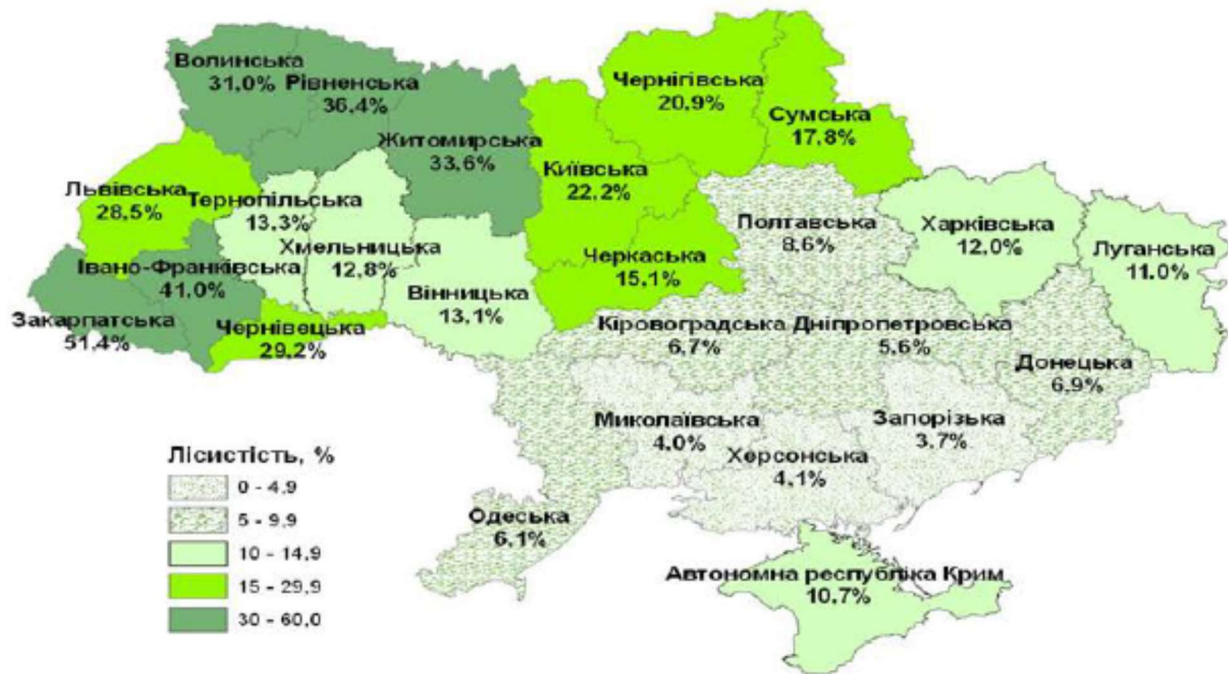 Волинська
31,0%
Рівненська
36,4%
Житомирська
33,6%
Чернігівська
20,9%
Сумська
17,8%
Київська
22,2%
Львівська
28,5%
Тернопільська
13.3%
Хмельницька
12,8%
Івано-Франківська
41.0%
Закарпатська
51,4%
Чернівецька
29,2%
Вінницька
13,1%
Черкаська
15,1%
Полтавська
8.6%
Харківська
12.0%
Луганська
11.0%
Кіровоградська
6,7%
Дніпропетровська
5,6%
Донецька
6,9%
Миколаївська
4.0%
Херсонська
4.1%
Запорізька
3.7%
Одеська
6,1%
Автономна республіка Крим
10.7%
Лісистість, %
0 - 4,9
5 - 9,9
10 - 14,9
15 - 29,9
30 - 60,0